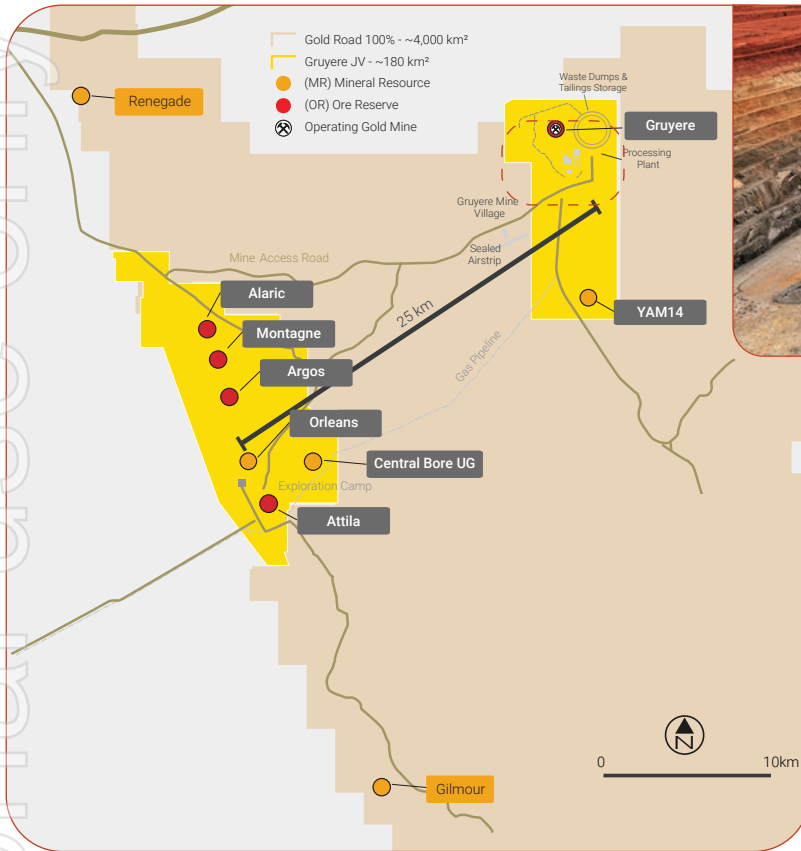 Gold Road 100% - ~4,000 km²
Gruyere JV - ~180 km²
(MR) Mineral Resource
(OR) Ore Reserve
Operating Gold Mine
Renegade
Waste Dumps &
Tailings Storage
Gruyere
Processing
Plant
Gruyere Mine
Village
Sealed
Airstrip
Mine Access Road
Alaric
YAM14
25 km
Montagne
Gas Pipeline
Argos
Orleans
Central Bore UG
Exploration Camp
Attila
N
0 10km
Gilmour